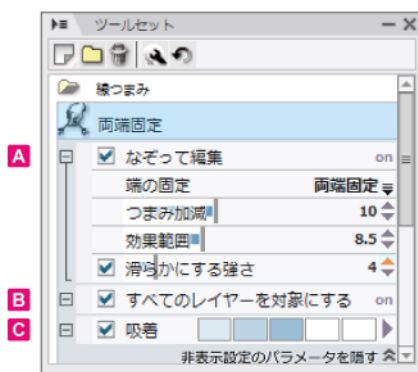 ツールセット
線つまみ
両端固定
A なぞって編集 on
端の固定 両端固定
つまみ加減 10
効果範囲 8.5
滑らかにする強さ 4
B すべてのレイヤーを対象にする on
C 吸着
非表示設定のパラメータを隠す